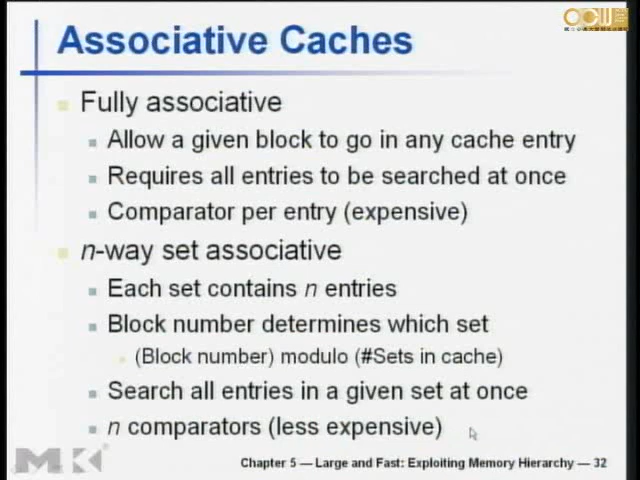 Associative Caches
Fully associative
Allow a given block to go in any cache entry
Requires all entries to be searched at once
Comparator per entry (expensive)
n-way set associative
Each set contains n entries
Block number determines which set
(Block number) modulo (#Sets in cache)
Search all entries in a given set at once
n comparators (less expensive)
MK
Chapter 5 — Large and Fast: Exploiting Memory Hierarchy — 32